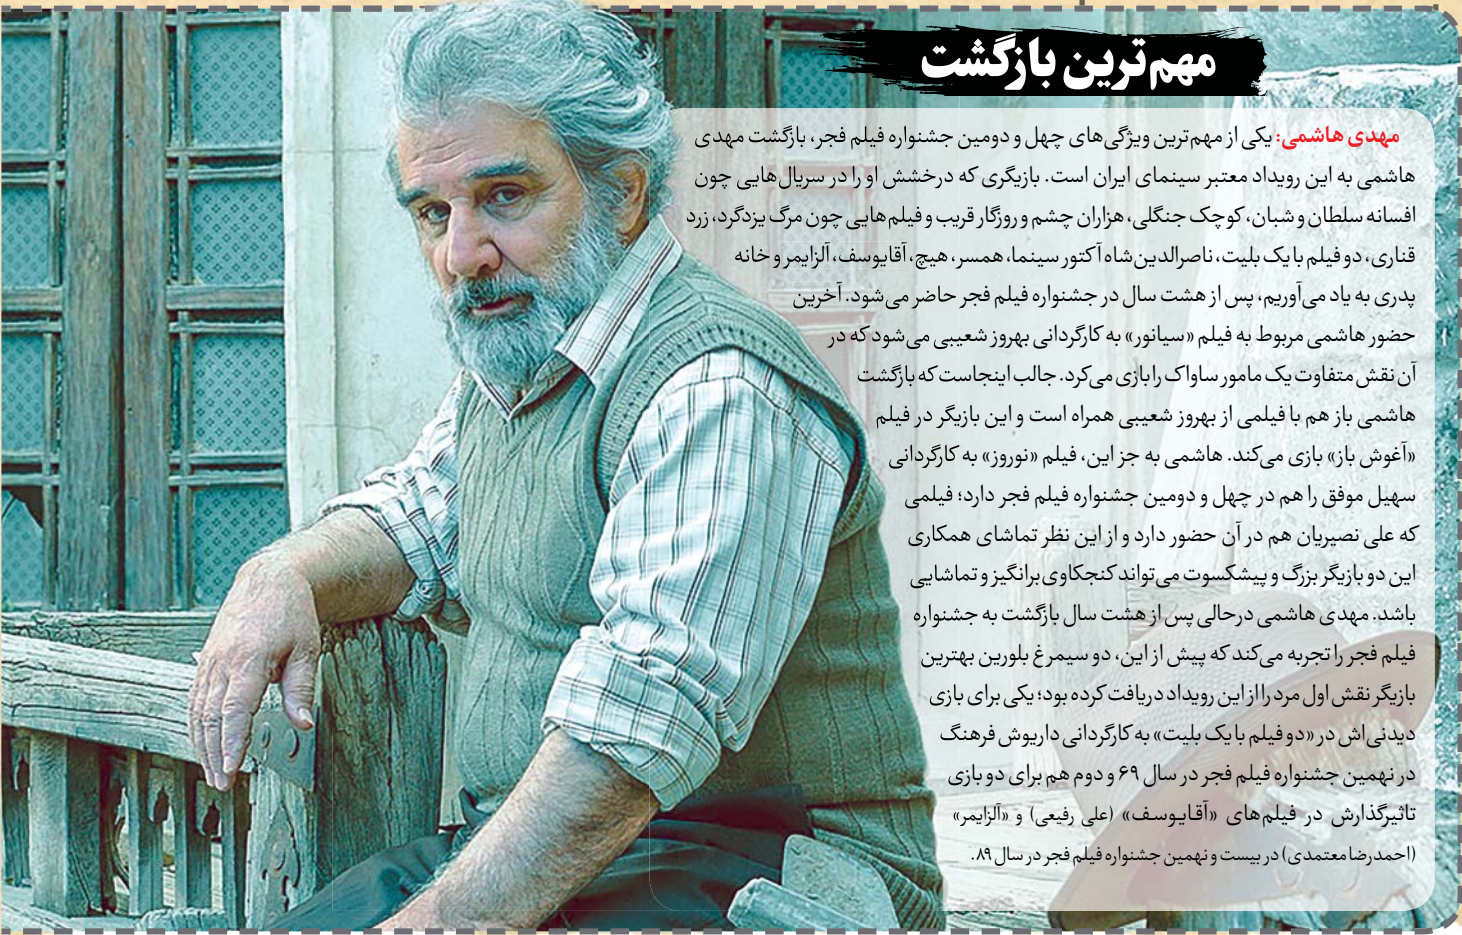 مهم‌ترین بازگشت
مهدی هاشمی: یکی از مهم‌ترین ویژگی‌های چهل و دومین جشنواره فیلم فجر، بازگشت مهدی
هاشمی به این رویداد معتبر سینمای ایران است. بازیگری که درخشش او را در سریال‌هایی چون
افسانه سلطان و شبان، کوچک جنگلی، هزاران چشم و روزگار قریب و فیلم‌هایی چون مرگ یزدگرد، زرد
قناری، دو فیلم با یک بلیت، ناصرالدین‌شاه آکتور سینما، همسر، هیچ، آقایوسف، آلزایمر و خانه
پدری به یاد می‌آوریم، پس از هشت سال در جشنواره فیلم فجر حاضر می‌شود. آخرین
حضور هاشمی مربوط به فیلم «سیانور» به کارگردانی بهروز شعیبی می‌شود که در
آن نقش متفاوت یک مامور ساواک را بازی می‌کرد. جالب اینجاست که بازگشت
هاشمی باز هم با فیلمی از بهروز شعیبی همراه است و این بازیگر در فیلم
«آغوش باز» بازی می‌کند. هاشمی به جز این، فیلم «نوروز» به کارگردانی
سهیل موفق را هم در چهل و دومین جشنواره فیلم فجر دارد؛ فیلمی
که علی نصیریان هم در آن حضور دارد و از این نظر تماشای همکاری
این دو بازیگر بزرگ و پیشکسوت می‌تواند کنجکاوی‌برانگیز و تماشایی
باشد. مهدی هاشمی درحالی پس از هشت سال بازگشت به جشنواره
فیلم فجر را تجربه می‌کند که پیش از این، دو سیمرغ بلورین بهترین
بازیگر نقش اول مرد را از این رویداد دریافت کرده بود؛ یکی برای بازی
دیدنی‌اش در «دو فیلم با یک بلیت» به کارگردانی داریوش فرهنگ
در نهمین جشنواره فیلم فجر در سال ۶۹ و دوم هم برای دو بازی
تاثیرگذارش در فیلم‌های «آقایوسف» (علی رفیعی) و «آلزایمر»
(احمدرضا معتمدی) در بیست و نهمین جشنواره فیلم فجر در سال ۸۹.